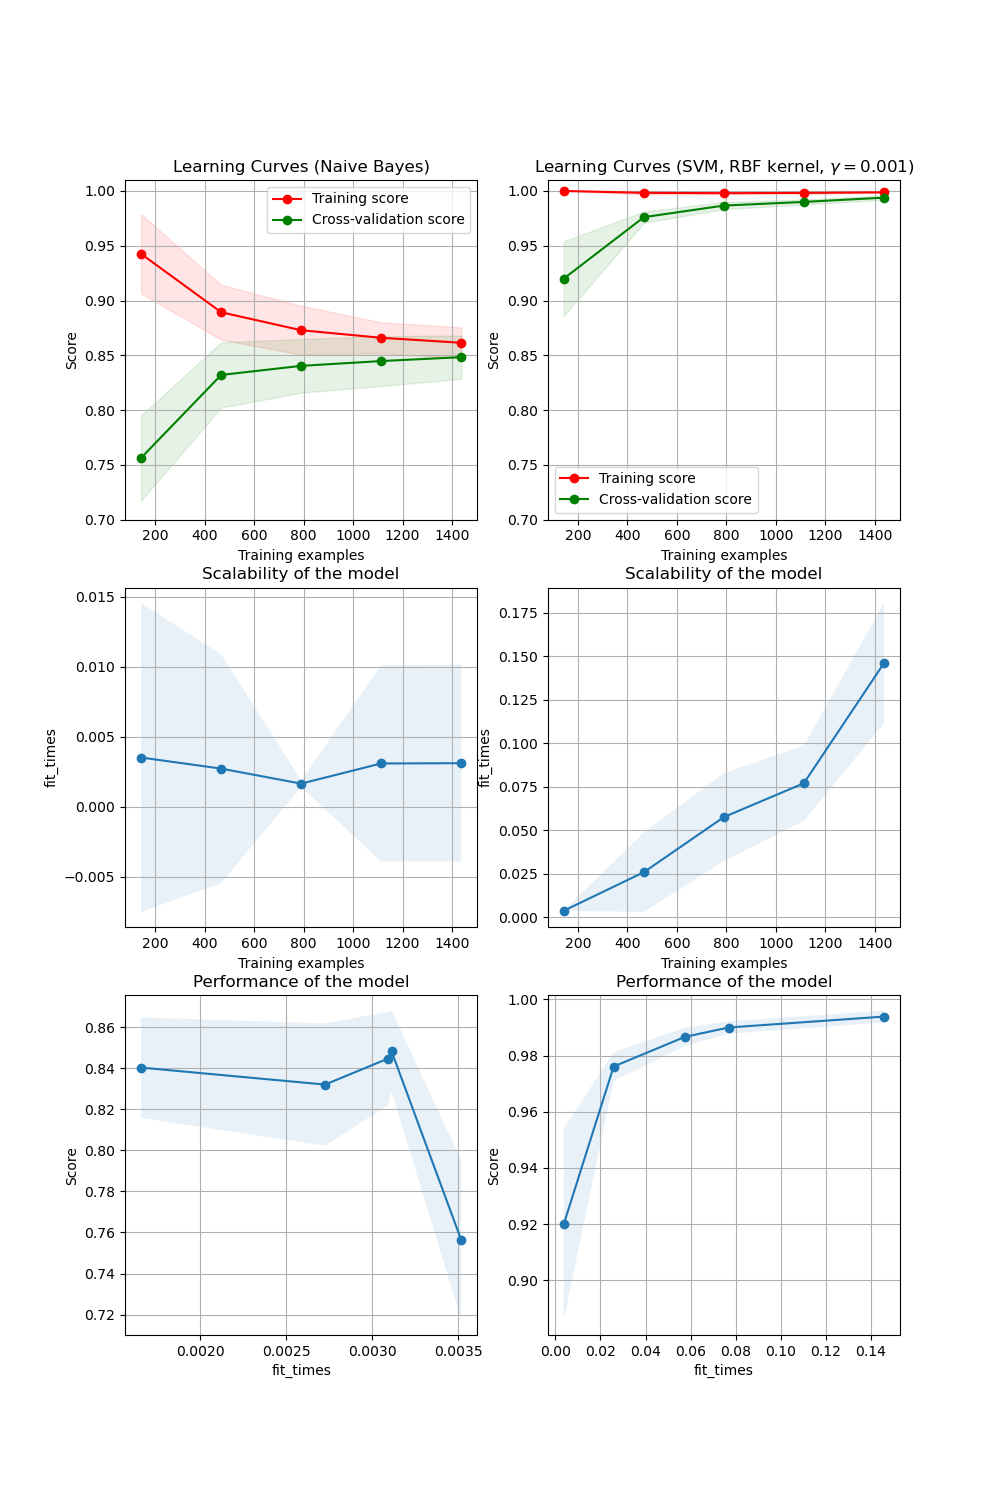 Learning Curves (Naive Bayes)
Score
1.00
0.95
0.90
0.85
0.80
0.75
0.70
Training score
Cross-validation score
200 400 600 800 1000 1200 1400
Training examples
Learning Curves (SVM, RBF kernel, γ = 0.001)
Score
1.00
0.95
0.90
0.85
0.80
0.75
0.70
Training score
Cross-validation score
200 400 600 800 1000 1200 1400
Training examples
Scalability of the model
fit_times
0.015
0.010
0.005
0.000
−0.005
200 400 600 800 1000 1200 1400
Training examples
Scalability of the model
fit_times
0.175
0.150
0.125
0.100
0.075
0.050
0.025
0.000
200 400 600 800 1000 1200 1400
Training examples
Performance of the model
Score
0.86
0.84
0.82
0.80
0.78
0.76
0.74
0.72
0.0020 0.0025 0.0030 0.0035
fit_times
Performance of the model
Score
1.00
0.98
0.96
0.94
0.92
0.90
0.00 0.02 0.04 0.06 0.08 0.10 0.12 0.14
fit_times